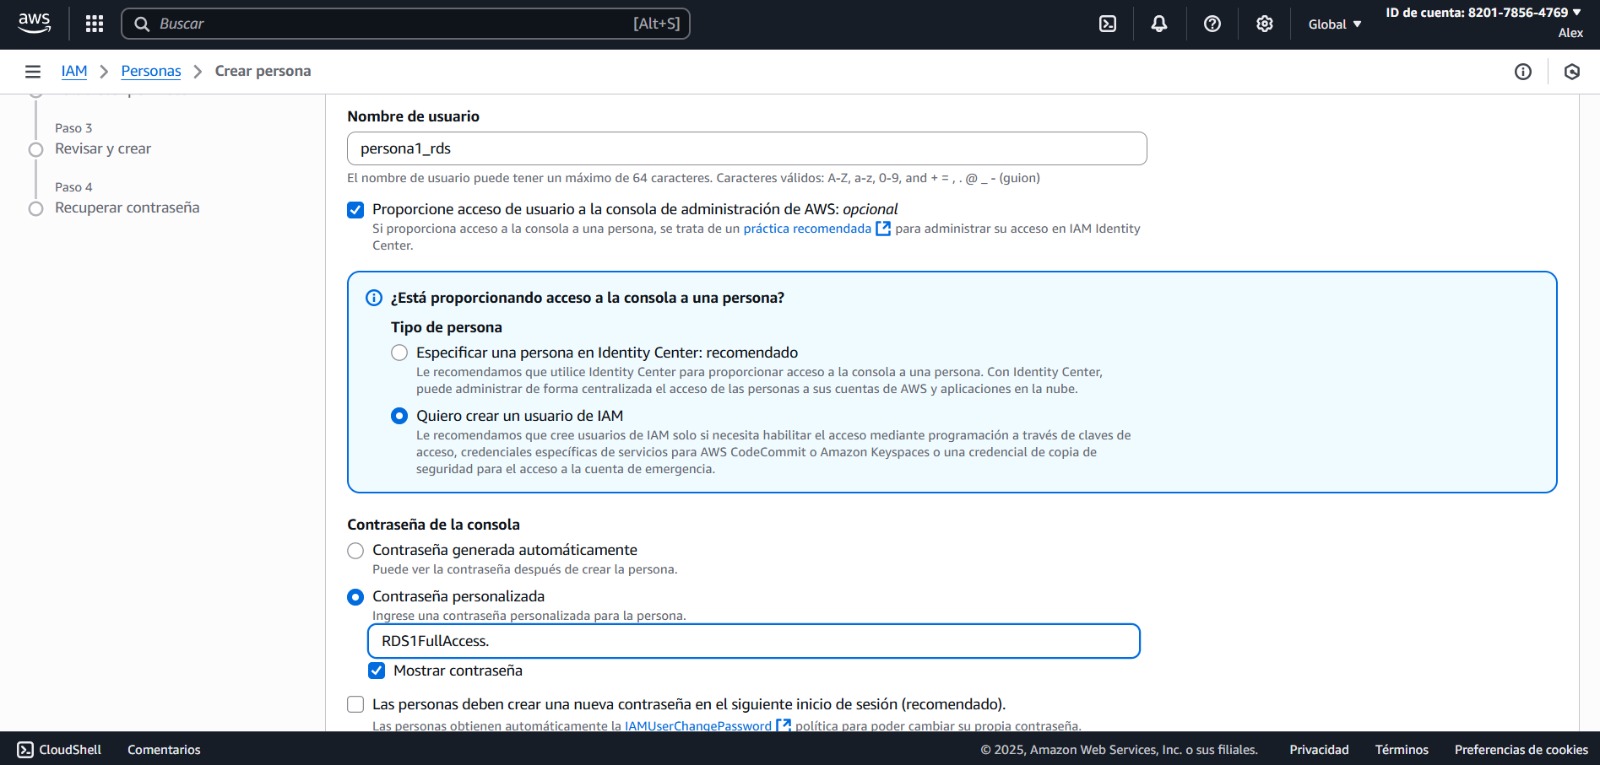 aws
Buscar
[Alt+S]
Global ▼
ID de cuenta: 8201-7856-4769 ▼
Alex
IAM > Personas > Crear persona
Paso 3
Revisar y crear
Paso 4
Recuperar contraseña
Nombre de usuario
persona1_rds
El nombre de usuario puede tener un máximo de 64 caracteres. Caracteres válidos: A-Z, a-z, 0-9, and + = , . @ _ - (guion)
Proporcione acceso de usuario a la consola de administración de AWS: opcional
Si proporciona acceso a la consola a una persona, se trata de un práctica recomendada para administrar su acceso en IAM Identity
Center.
¿Está proporcionando acceso a la consola a una persona?
Tipo de persona
Especificar una persona en Identity Center: recomendado
Le recomendamos que utilice Identity Center para proporcionar acceso a la consola a una persona. Con Identity Center,
puede administrar de forma centralizada el acceso de las personas a sus cuentas de AWS y aplicaciones en la nube.
Quiero crear un usuario de IAM
Le recomendamos que cree usuarios de IAM solo si necesita habilitar el acceso mediante programación a través de claves de
acceso, credenciales específicas de servicios para AWS CodeCommit o Amazon Keyspaces o una credencial de copia de
seguridad para el acceso a la cuenta de emergencia.
Contraseña de la consola
Contraseña generada automáticamente
Puede ver la contraseña después de crear la persona.
Contraseña personalizada
Ingrese una contraseña personalizada para la persona.
RDS1FullAccess.
Mostrar contraseña
Las personas deben crear una nueva contraseña en el siguiente inicio de sesión (recomendado).
Las personas obtienen automáticamente la IAMUserChangePassword política para poder cambiar su propia contraseña.
CloudShell
Comentarios
© 2025, Amazon Web Services, Inc. o sus filiales.
Privacidad
Términos
Preferencias de cookies